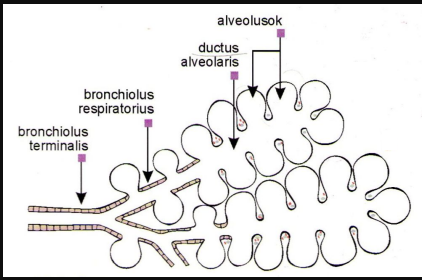 alveolusok
ductus
alveolaris
bronchiolus
respiratorius
bronchiolus
terminalis